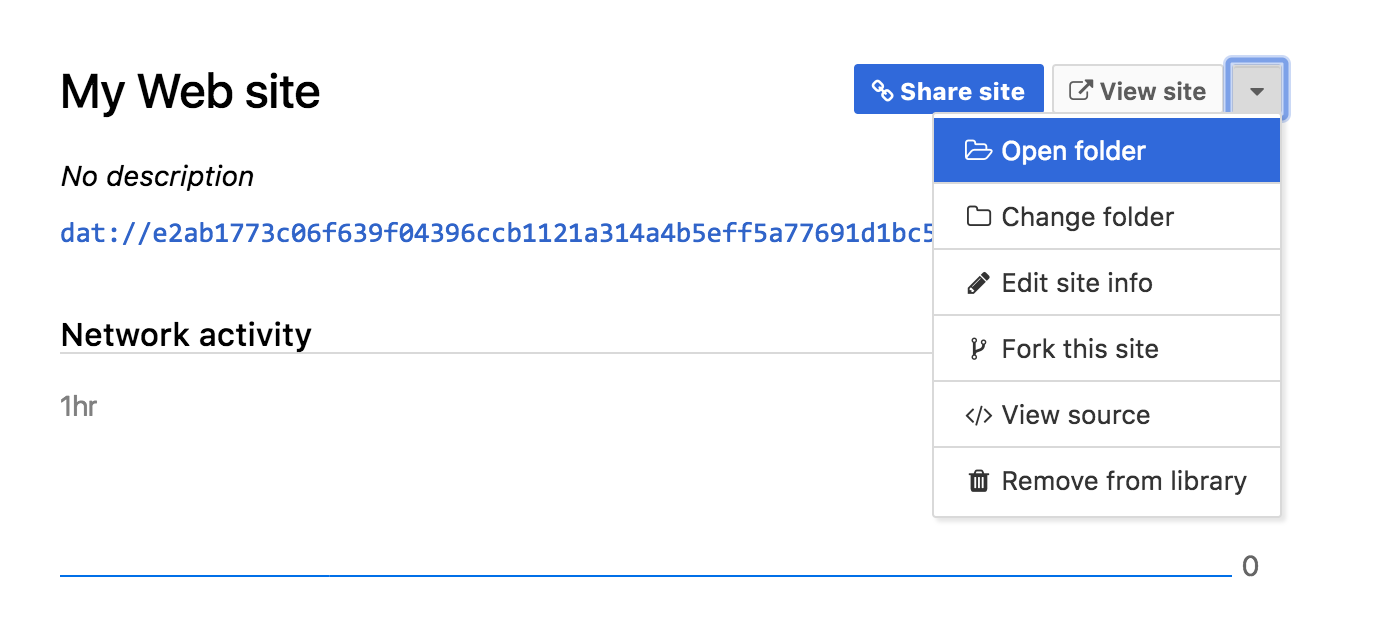 My Web site
Share site
View site
No description
dat://e2ab1773c06f639f04396ccb1121a314a4b5eff5a77691d1bc5
Network activity
1hr
Open folder
Change folder
Edit site info
Fork this site
</> View source
Remove from library
0